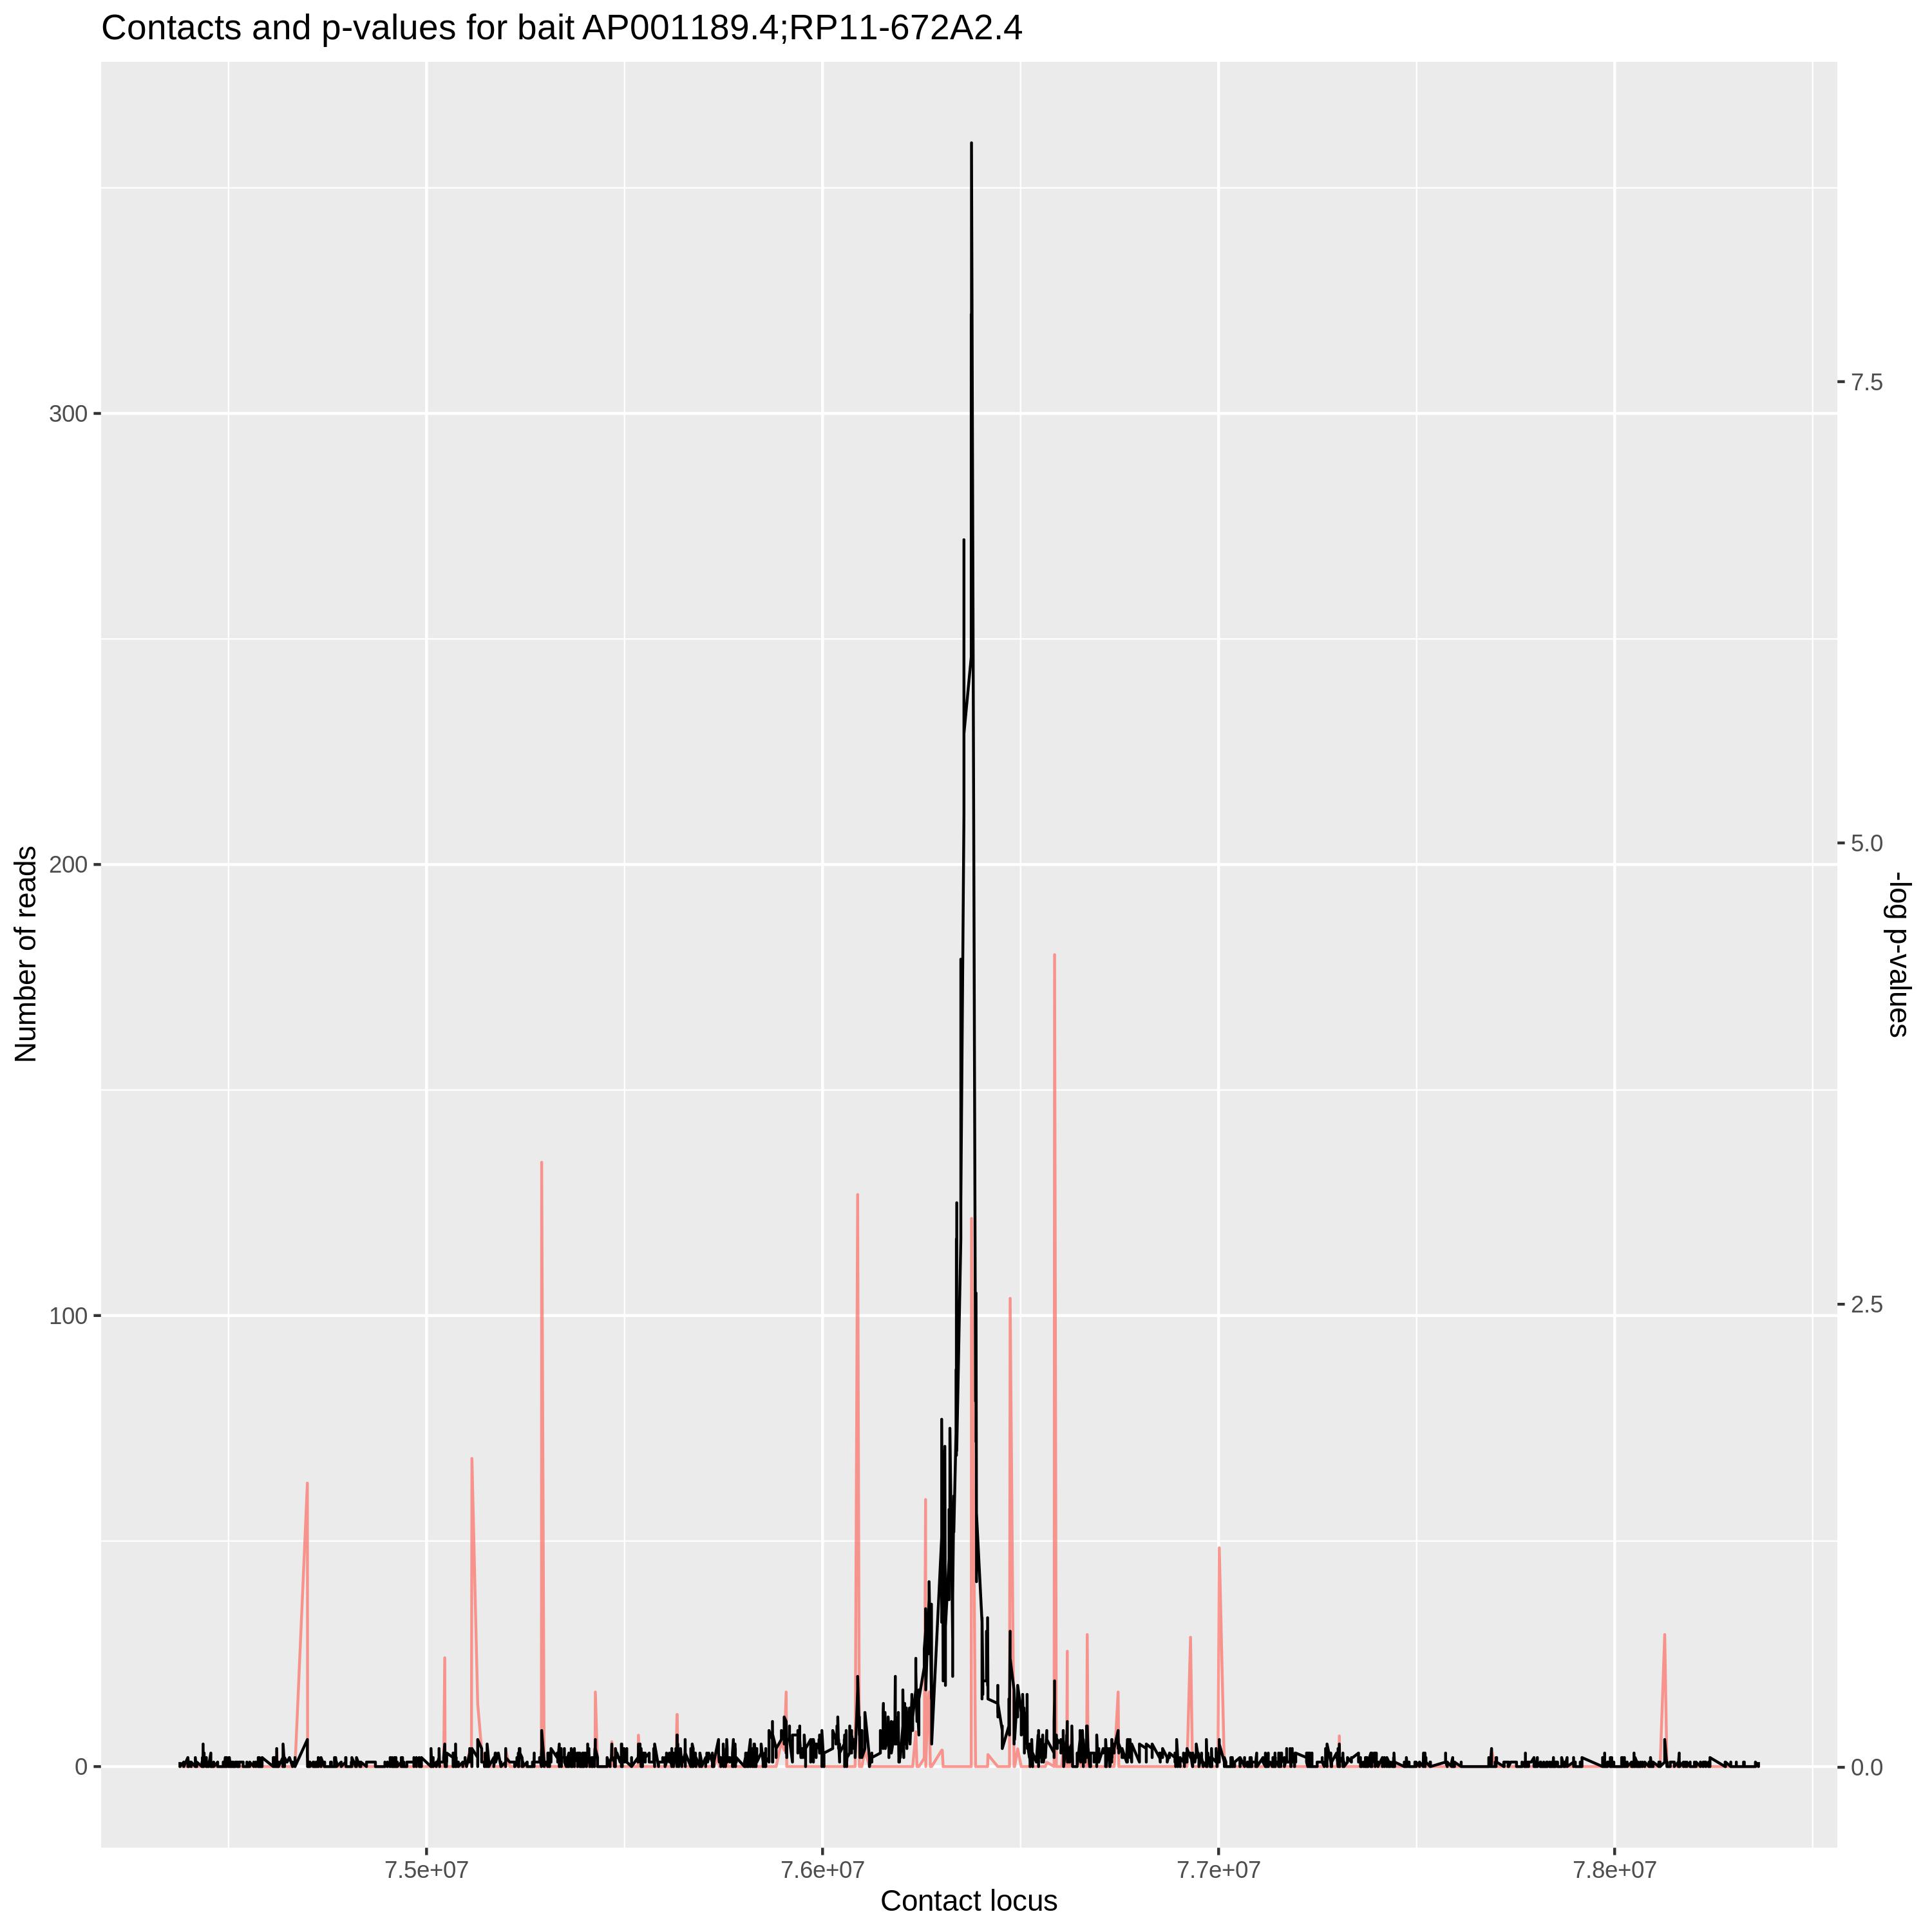 Contacts and p-values for bait AP001189.4;RP11-672A2.4
300
200
100
0
Number of reads
7.5
5.0
2.5
0.0
-log p-values
7.5e+07 7.6e+07 7.7e+07 7.8e+07
Contact locus